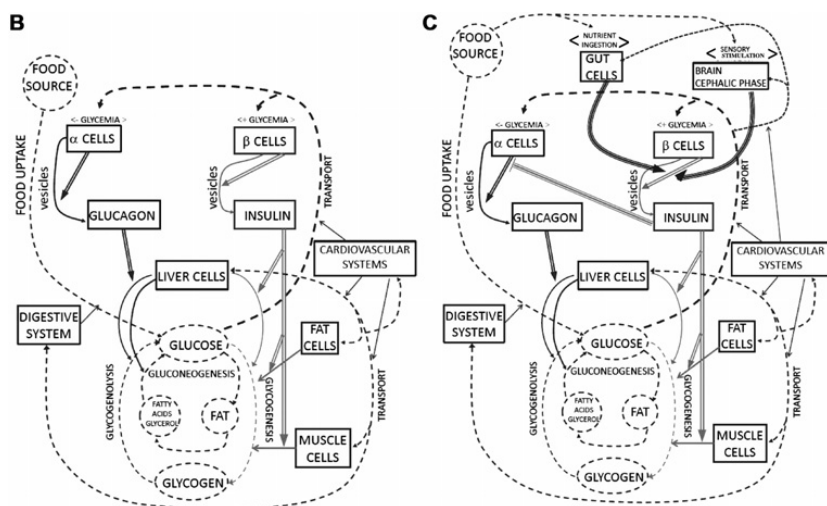 B
FOOD
SOURCE
<- GLYCEMIA >
α CELLS
<+ GLYCEMIA >
β CELLS
FOOD UPTAKE
vesicles
vesicles
TRANSPORT
GLUCAGON
INSULIN
CARDIOVASCULAR
SYSTEMS
LIVER CELLS
DIGESTIVE
SYSTEM
GLUCOSE
FAT
CELLS
GLUCONEOGENESIS
GLYCOGENOLYSIS
GLYCOGENESIS
TRANSPORT
FATTY
ACIDS
GLYCEROL
FAT
MUSCLE
CELLS
GLYCOGEN
C
FOOD
SOURCE
< NUTRIENT
INGESTION >
GUT
CELLS
< SENSORY
STIMULATION >
BRAIN
CEPHALIC PHASE
<- GLYCEMIA >
α CELLS
<+ GLYCEMIA >
β CELLS
FOOD UPTAKE
vesicles
vesicles
TRANSPORT
GLUCAGON
INSULIN
CARDIOVASCULAR
SYSTEMS
LIVER CELLS
DIGESTIVE
SYSTEM
GLUCOSE
FAT
CELLS
GLUCONEOGENESIS
GLYCOGENOLYSIS
GLYCOGENESIS
TRANSPORT
FATTY
ACIDS
GLYCEROL
FAT
MUSCLE
CELLS
GLYCOGEN